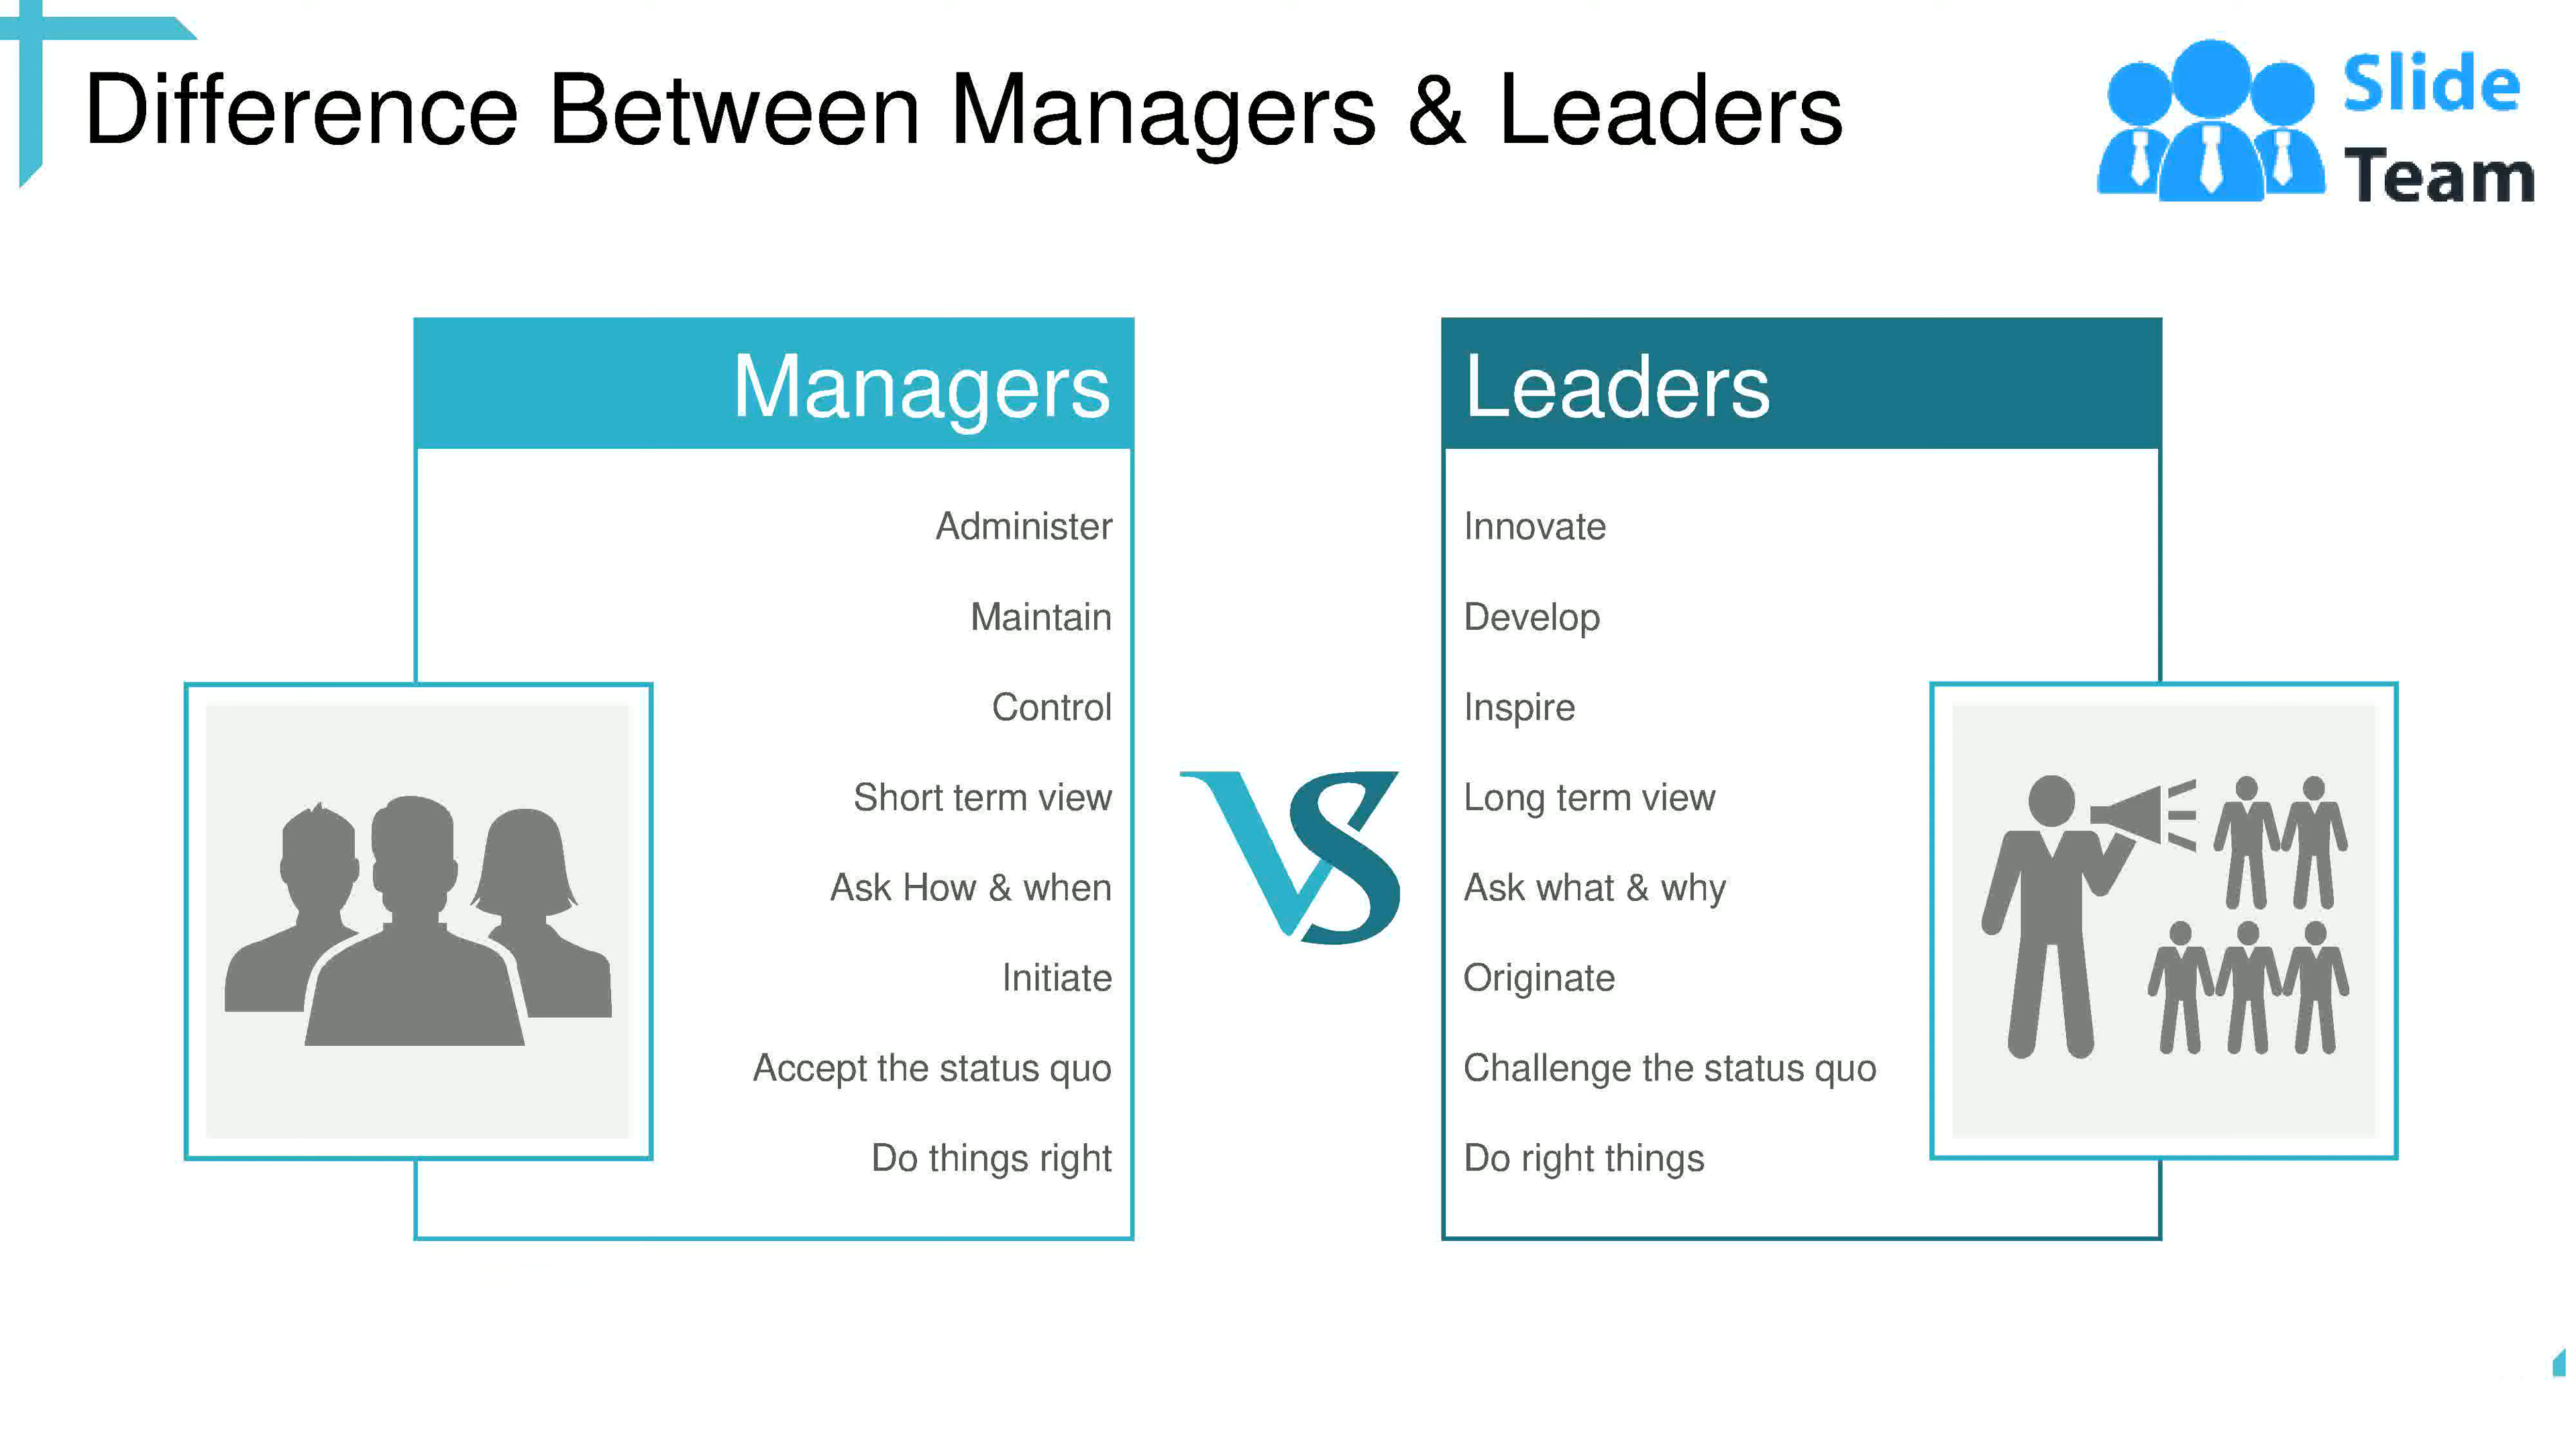 Difference Between Managers & Leaders
Slide
Team
Managers
Administer
Maintain
Control
Short term view
Ask How & when
Initiate
Accept the status quo
Do things right
VS
Leaders
Innovate
Develop
Inspire
Long term view
Ask what & why
Originate
Challenge the status quo
Do right things